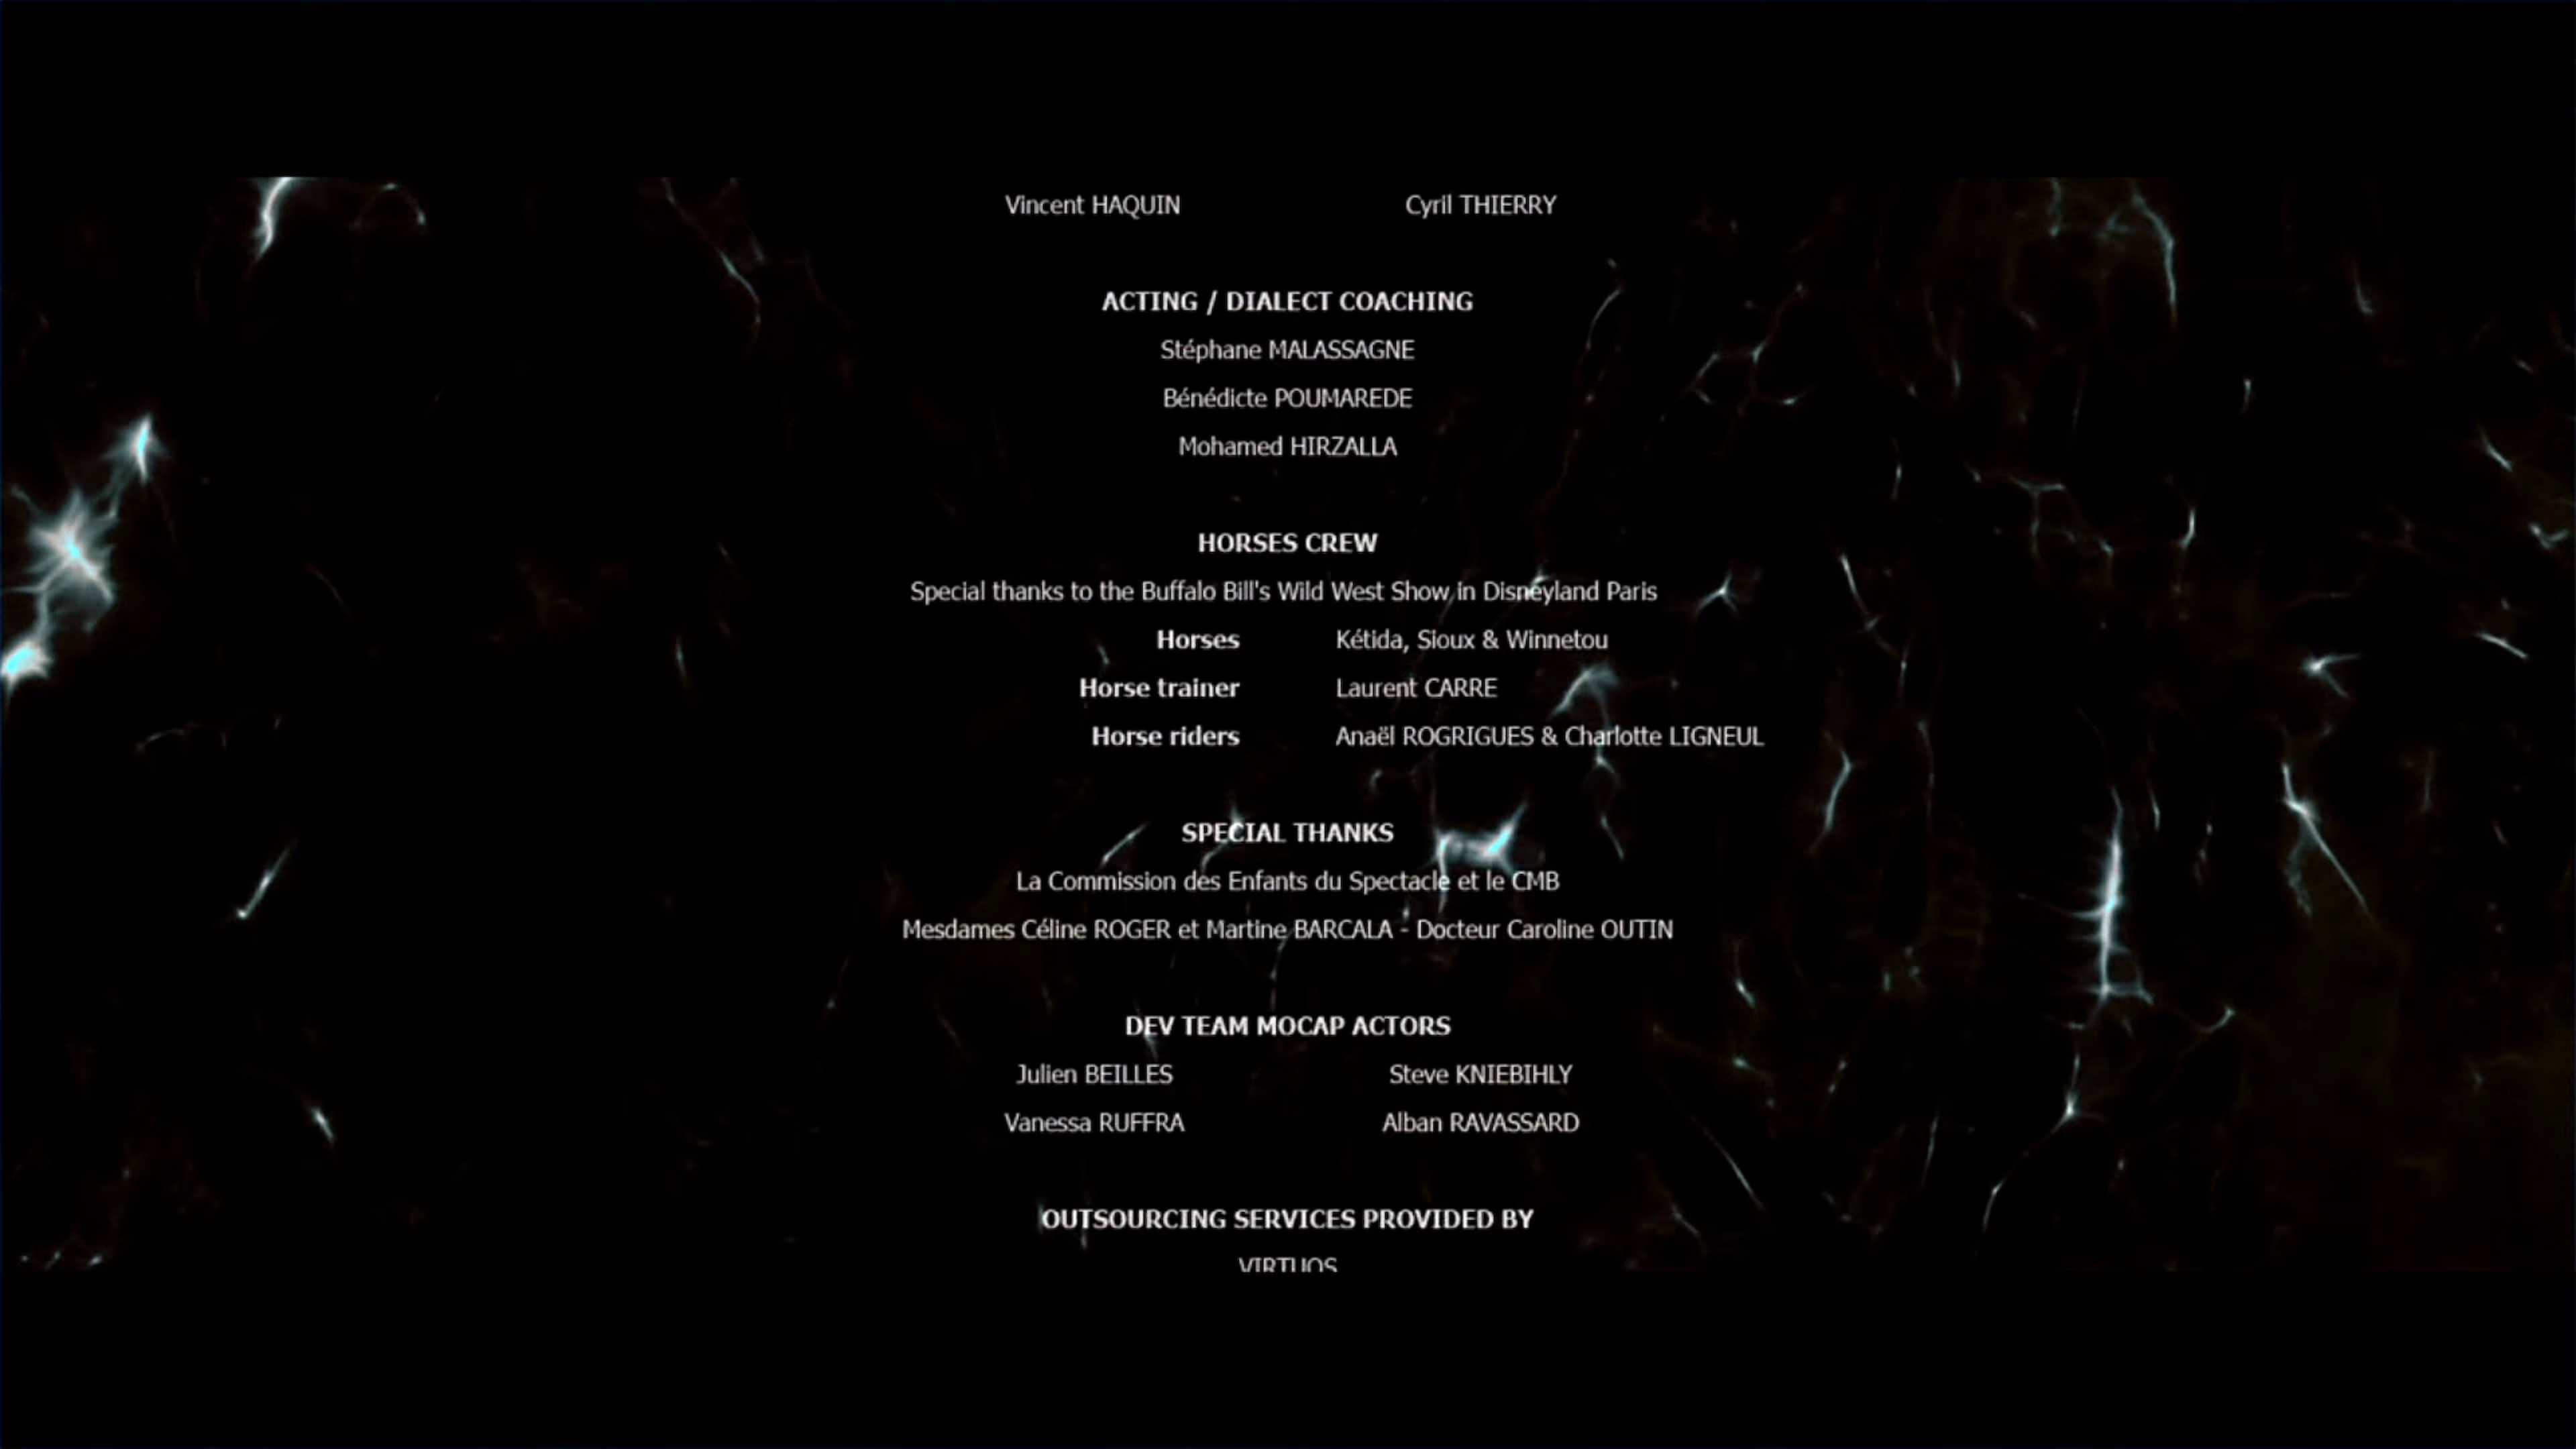 Vincent HAQUIN Cyril THIERRY
ACTING / DIALECT COACHING
Stéphane MALASSAGNE
Bénédicte POUMAREDE
Mohamed HIRZALLA
HORSES CREW
Special thanks to the Buffalo Bill's Wild West Show in Disneyland Paris
Horses Kétida, Sioux & Winnetou
Horse trainer Laurent CARRE
Horse riders Anaël ROGRIGUES & Charlotte LIGNEUL
SPECIAL THANKS
La Commission des Enfants du Spectacle et le CMB
Mesdames Céline ROGER et Martine BARCALA - Docteur Caroline OUTIN
DEV TEAM MOCAP ACTORS
Julien BEILLES Steve KNIEBIHLY
Vanessa RUFFRA Alban RAVASSARD
OUTSOURCING SERVICES PROVIDED BY
VIRTUOS